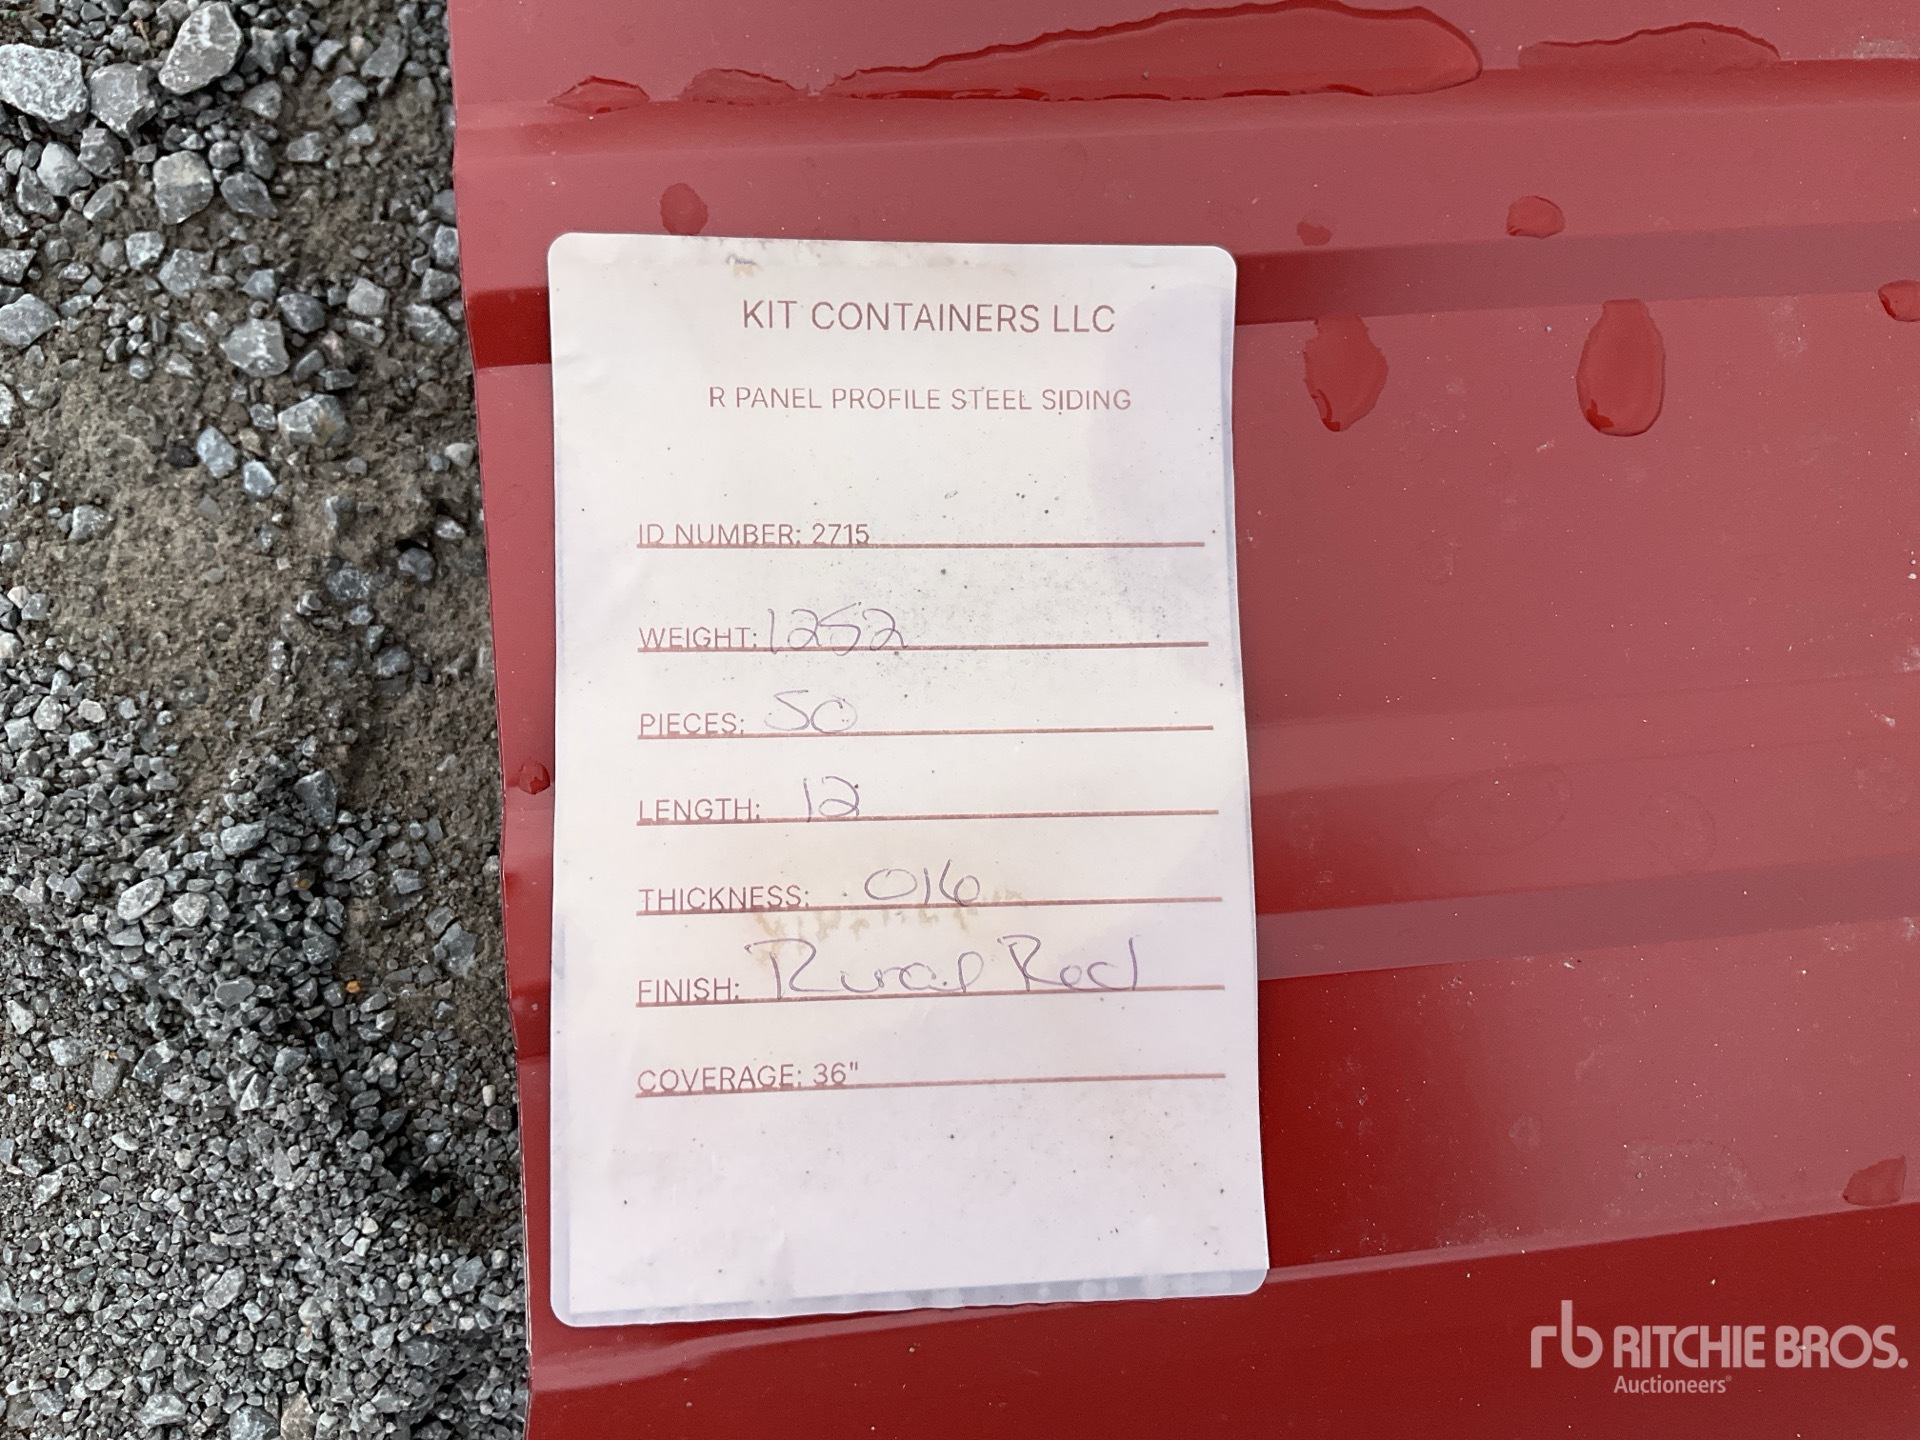 KIT CONTAINERS LLC
R PANEL PROFILE STEEL SIDING
ID NUMBER: 2715
WEIGHT: 1252
PIECES: 50
LENGTH: 12
THICKNESS: .016
FINISH: Rural Red
COVERAGE: 36"
rb RITCHIE BROS.
Auctioneers®